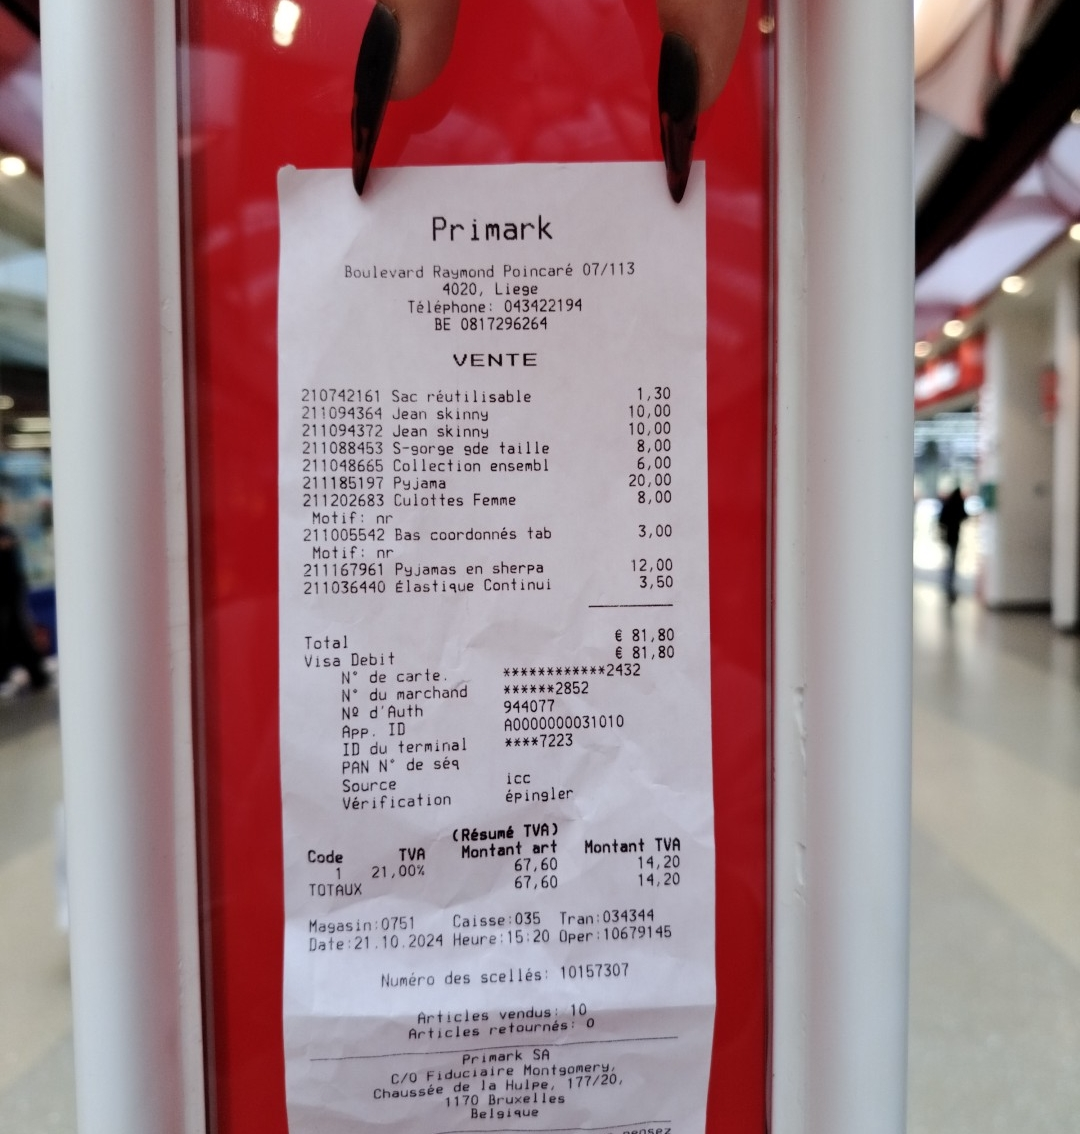 Primark
Boulevard Raymond Poincaré 07/113
4020, Liege
Téléphone: 043422194
BE 0817296264
VENTE
210742161 Sac réutilisable 1,30
211094364 Jean skinny 10,00
211094372 Jean skinny 10,00
211088453 S-gorge gde taille 8,00
211048665 Collection ensembl 6,00
211185197 Pyjama 20,00
211202683 Culottes Femme 8,00
Motif: nr
211005542 Bas coordonnés tab 3,00
Motif: nr
211167961 Pyjamas en sherpa 12,00
211036440 Élastique Continui 3,50
Total € 81,80
Visa Debit € 81,80
N° de carte. ************2432
N° du marchand ******2852
Nº d'Auth 944077
App. ID A0000000031010
ID du terminal ****7223
PAN N° de séq
Source icc
Vérification épingler
(Résumé TVA)
Code TVA Montant art Montant TVA
1 21,00% 67,60 14,20
TOTAUX 67,60 14,20
Magasin:0751 Caisse:035 Tran:034344
Date:21.10.2024 Heure:15:20 Oper:10679145
Numéro des scellés: 10157307
Articles vendus: 10
Articles retournés: 0
Primark SA
C/O Fiduciaire Montgomery,
Chaussée de la Hulpe, 177/20,
1170 Bruxelles
Belgique